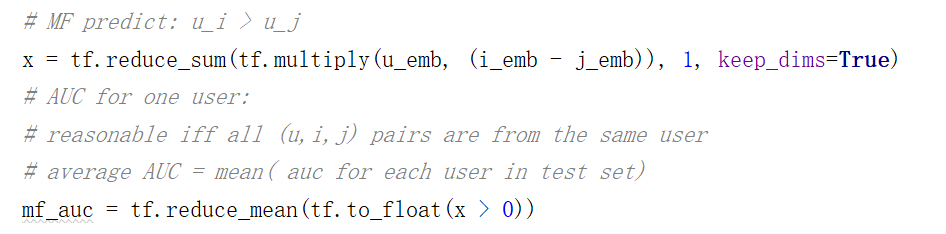 # MF predict: u_i > u_j
x = tf.reduce_sum(tf.multiply(u_emb, (i_emb - j_emb)), 1, keep_dims=True)
# AUC for one user:
# reasonable iff all (u,i,j) pairs are from the same user
# average AUC = mean( auc for each user in test set)
mf_auc = tf.reduce_mean(tf.to_float(x > 0))